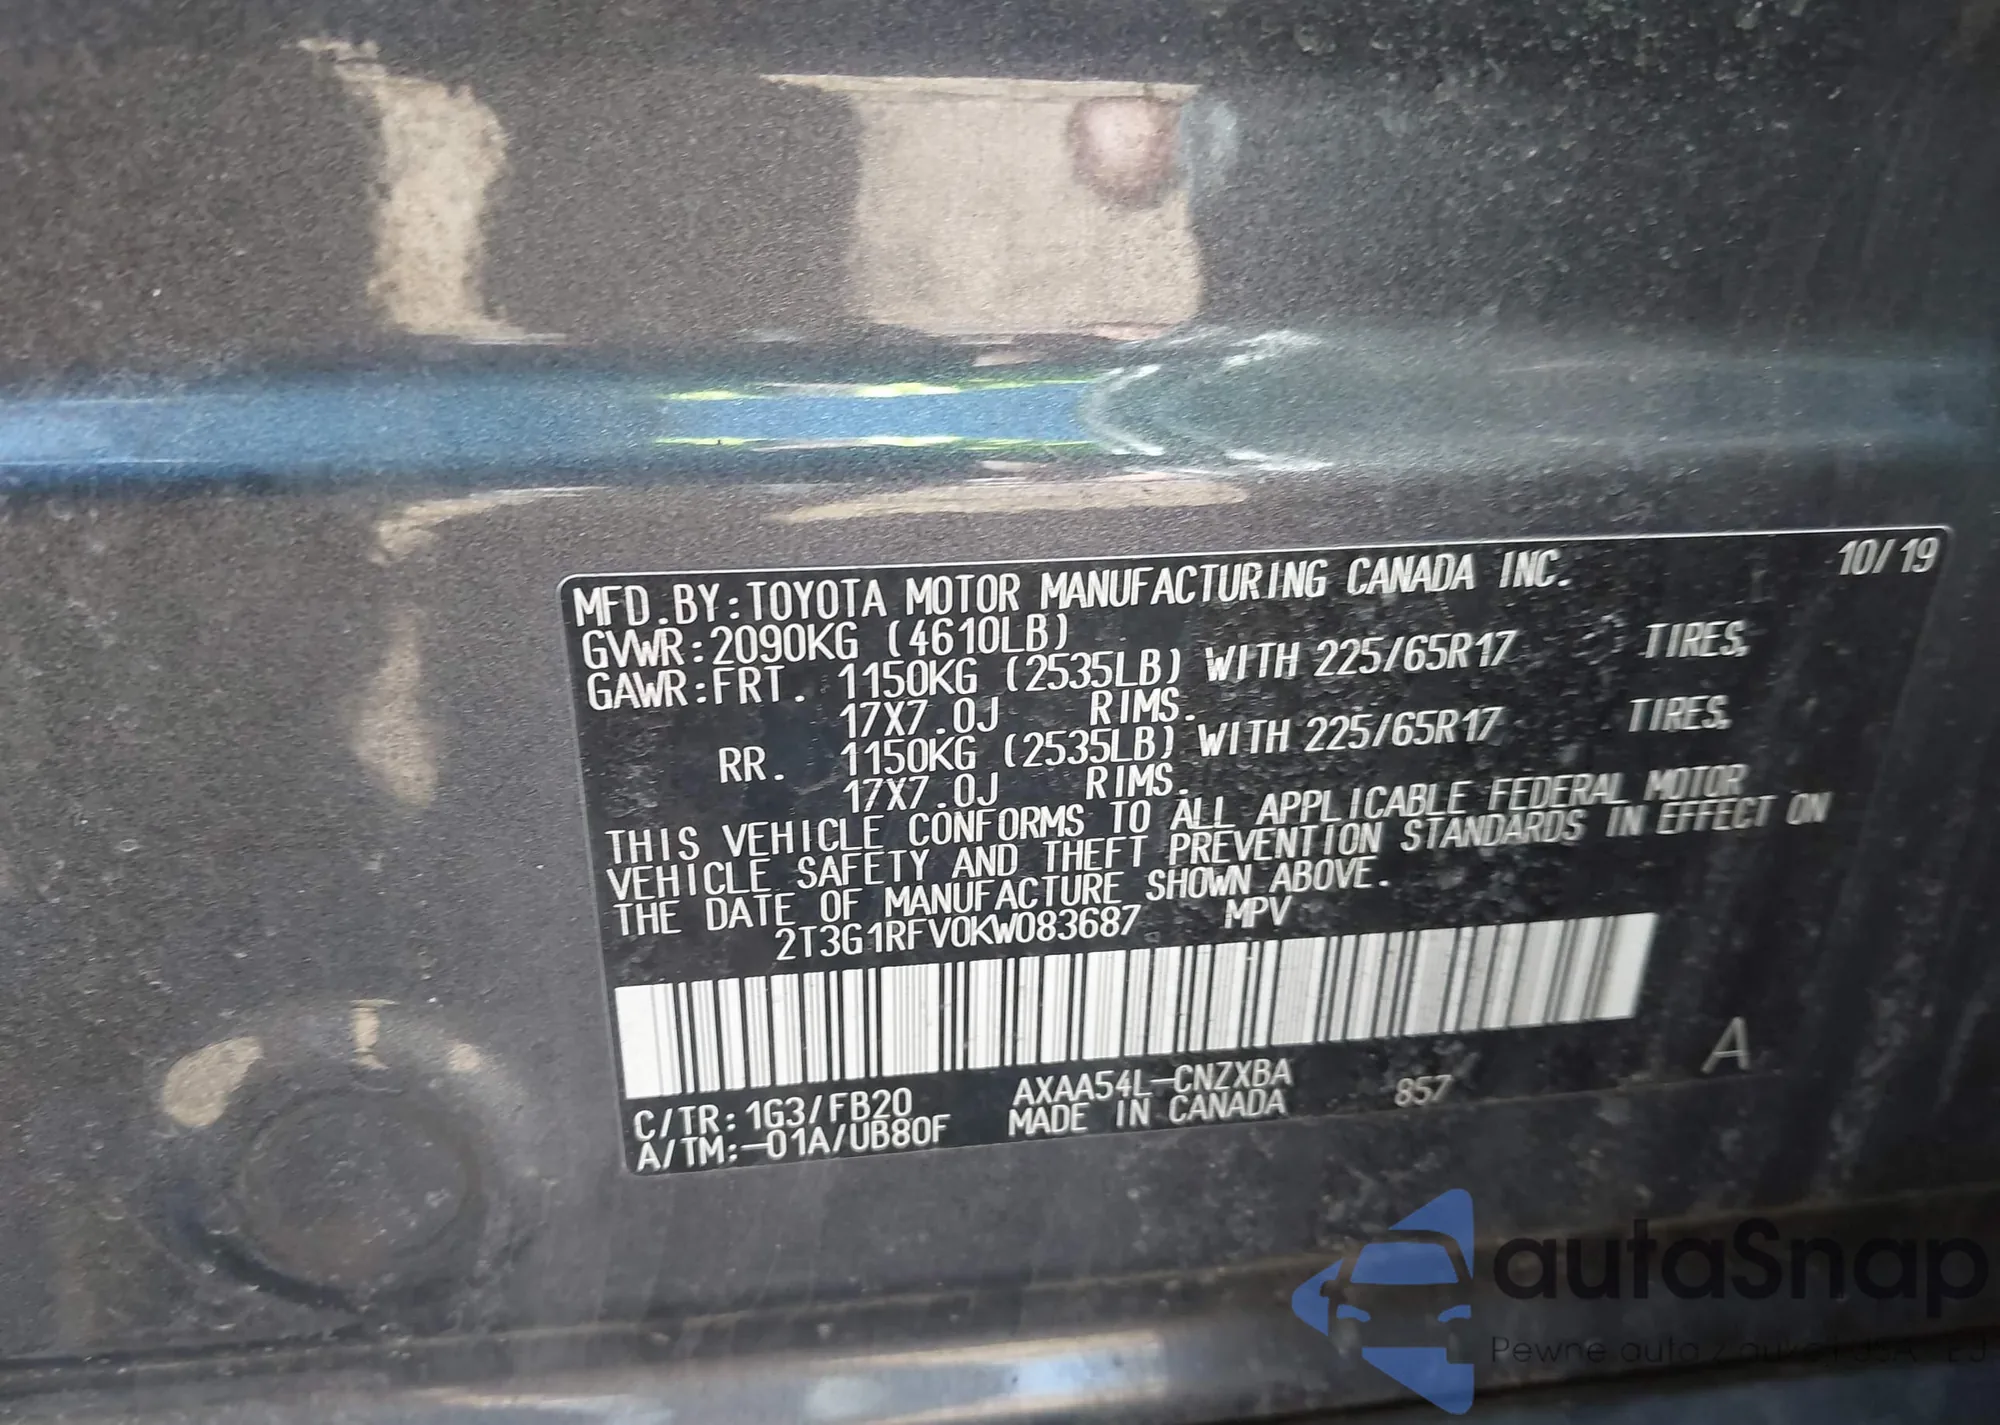 MFD.BY:TOYOTA MOTOR MANUFACTURING CANADA INC. 10/19
GVWR:2090KG (4610LB)
GAWR:FRT. 1150KG (2535LB) WITH 225/65R17 TIRES,
17X7.0J RIMS.
RR. 1150KG (2535LB) WITH 225/65R17 TIRES,
17X7.0J RIMS.
THIS VEHICLE CONFORMS TO ALL APPLICABLE FEDERAL MOTOR
VEHICLE SAFETY AND THEFT PREVENTION STANDARDS IN EFFECT ON
THE DATE OF MANUFACTURE SHOWN ABOVE.
2T3G1RFV0KW083687 MPV
A
C/TR:1G3/FB20 AXAA54L-CNZXBA 857
A/TM:-01A/UB80F MADE IN CANADA
autaSnap
Pewne auta z